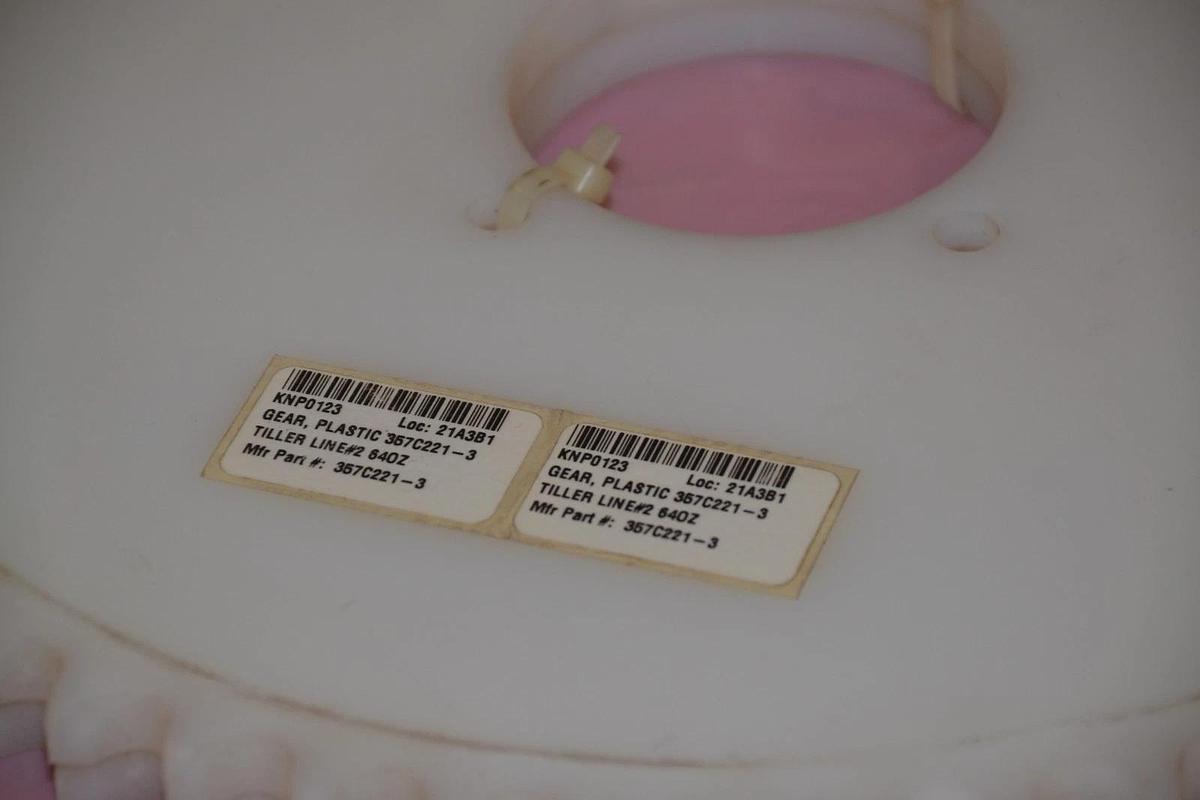 KNP0123
Loc: 21A3B1
GEAR, PLASTIC 357C221-3
TILLER LINE#2 64OZ
Mfr Part #: 357C221-3
KNP0123
Loc: 21A3B1
GEAR, PLASTIC 357C221-3
TILLER LINE#2 64OZ
Mfr Part #: 357C221-3